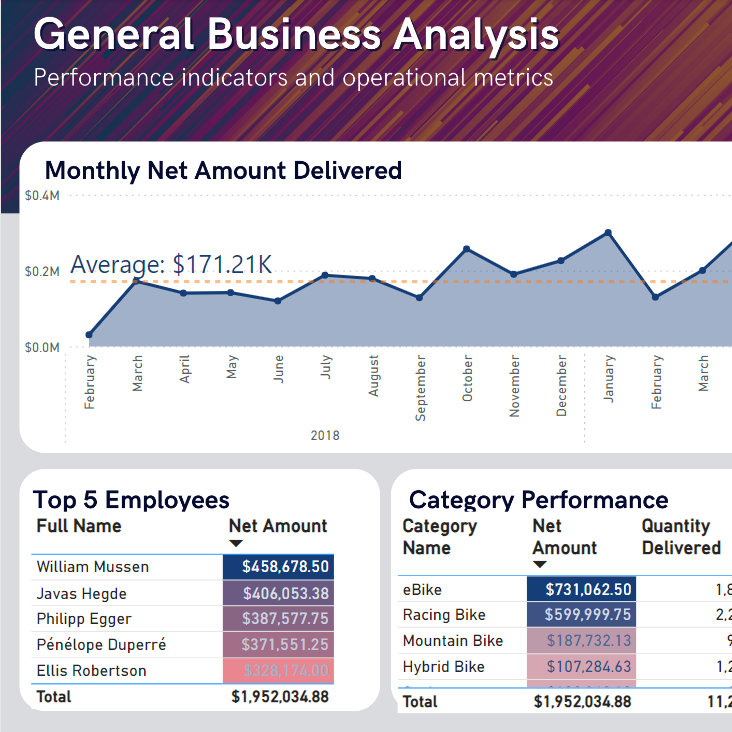 General Business Analysis
Performance indicators and operational metrics
Monthly Net Amount Delivered
$0.4M
Average: $171.21K
$0.2M
$0.0M
February March April May June July August September October November December January February March
2018
Top 5 Employees
Full Name Net Amount
William Mussen $458,678.50
Javas Hegde $406,053.38
Philipp Egger $387,577.75
Pénélope Duperré $371,551.25
Ellis Robertson $328,174.00
Total $1,952,034.88
Category Performance
Category Net Quantity
Name Amount Delivered
eBike $731,062.50 1,8
Racing Bike $599,999.75 2,2
Mountain Bike $187,732.13 9
Hybrid Bike $107,284.63 1,2
Total $1,952,034.88 11,2